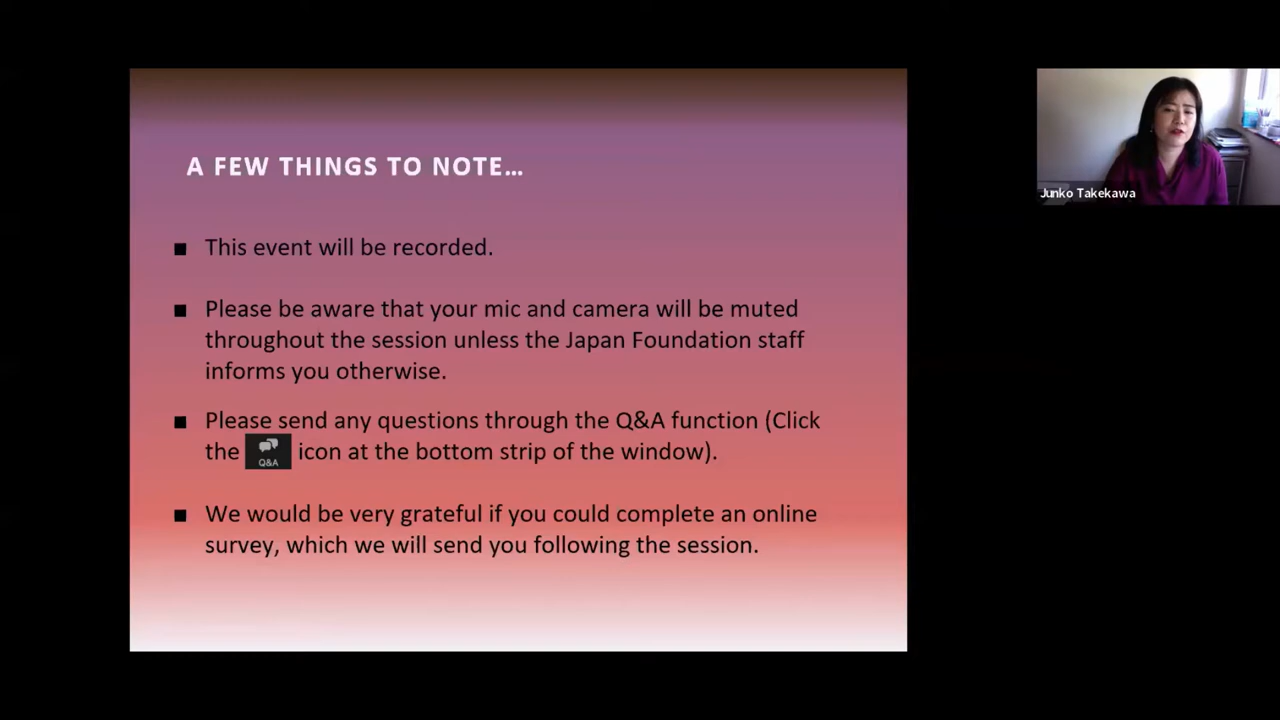 A FEW THINGS TO NOTE…
■ This event will be recorded.
■ Please be aware that your mic and camera will be muted
throughout the session unless the Japan Foundation staff
informs you otherwise.
■ Please send any questions through the Q&A function (Click
the Q&A icon at the bottom strip of the window).
■ We would be very grateful if you could complete an online
survey, which we will send you following the session.
Junko Takekawa